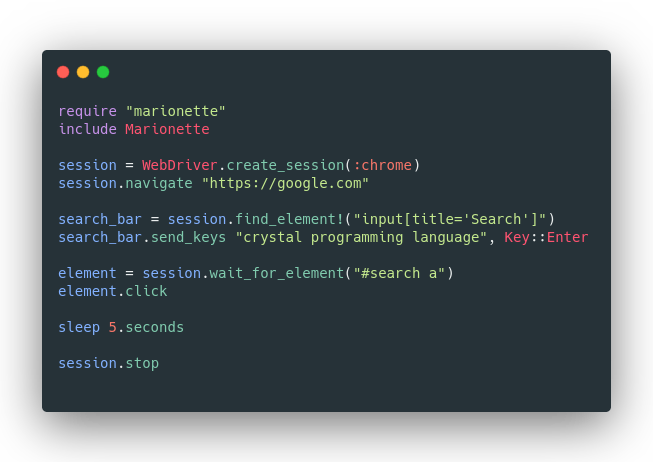 require "marionette"
include Marionette
session = WebDriver.create_session(:chrome)
session.navigate "https://google.com"
search_bar = session.find_element!("input[title='Search']")
search_bar.send_keys "crystal programming language", Key::Enter
element = session.wait_for_element("#search a")
element.click
sleep 5.seconds
session.stop